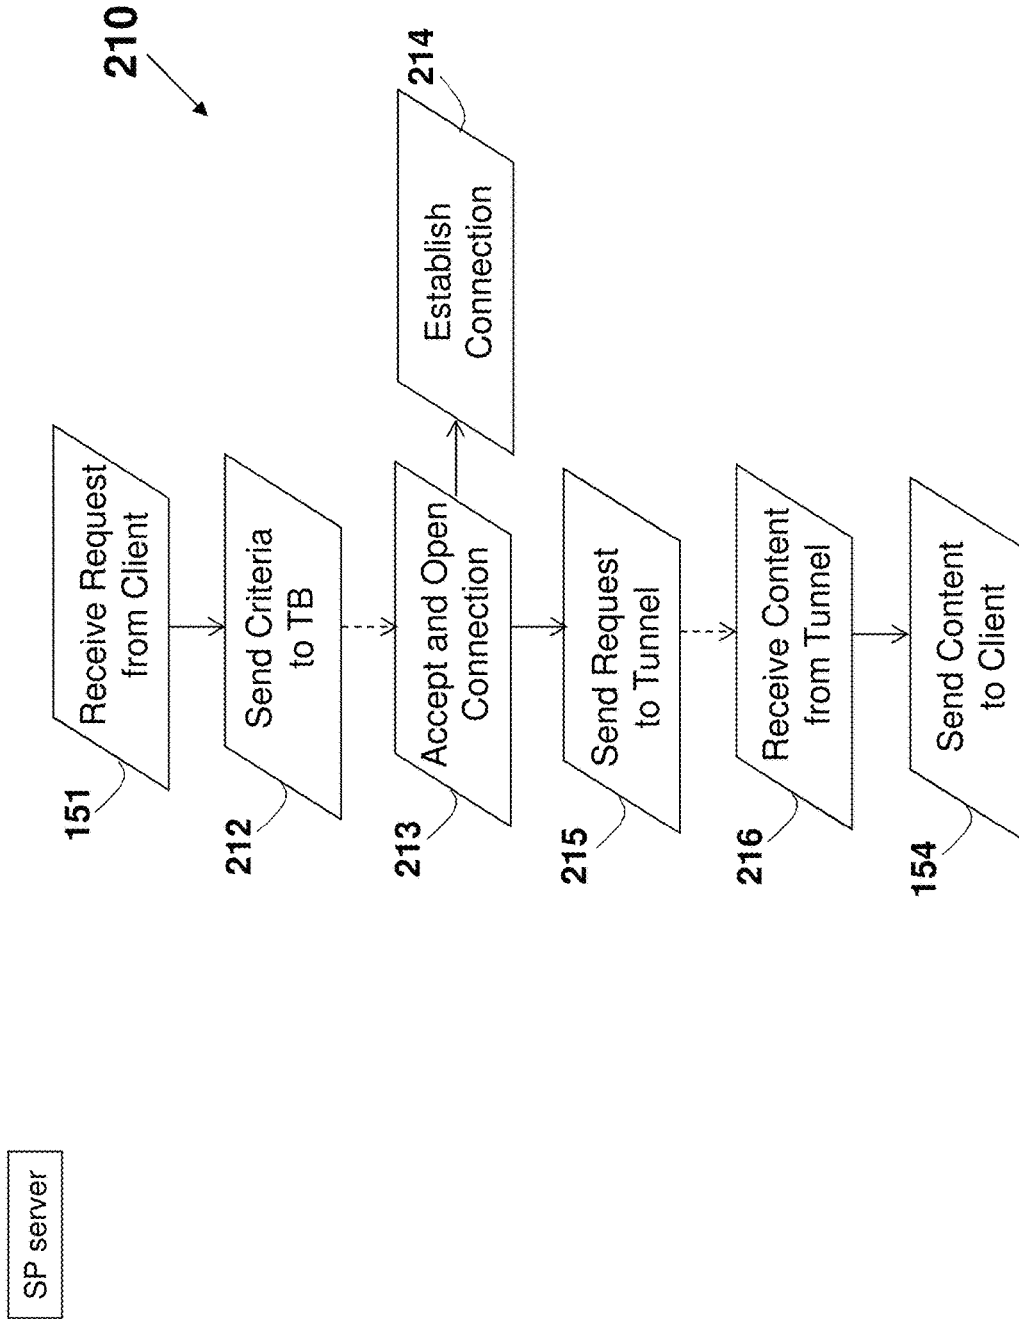 SP server
210
151
Receive Request
from Client
212
Send Criteria
to TB
213
Accept and Open
Connection
214
Establish
Connection
215
Send Request
to Tunnel
216
Receive Content
from Tunnel
154
Send Content
to Client